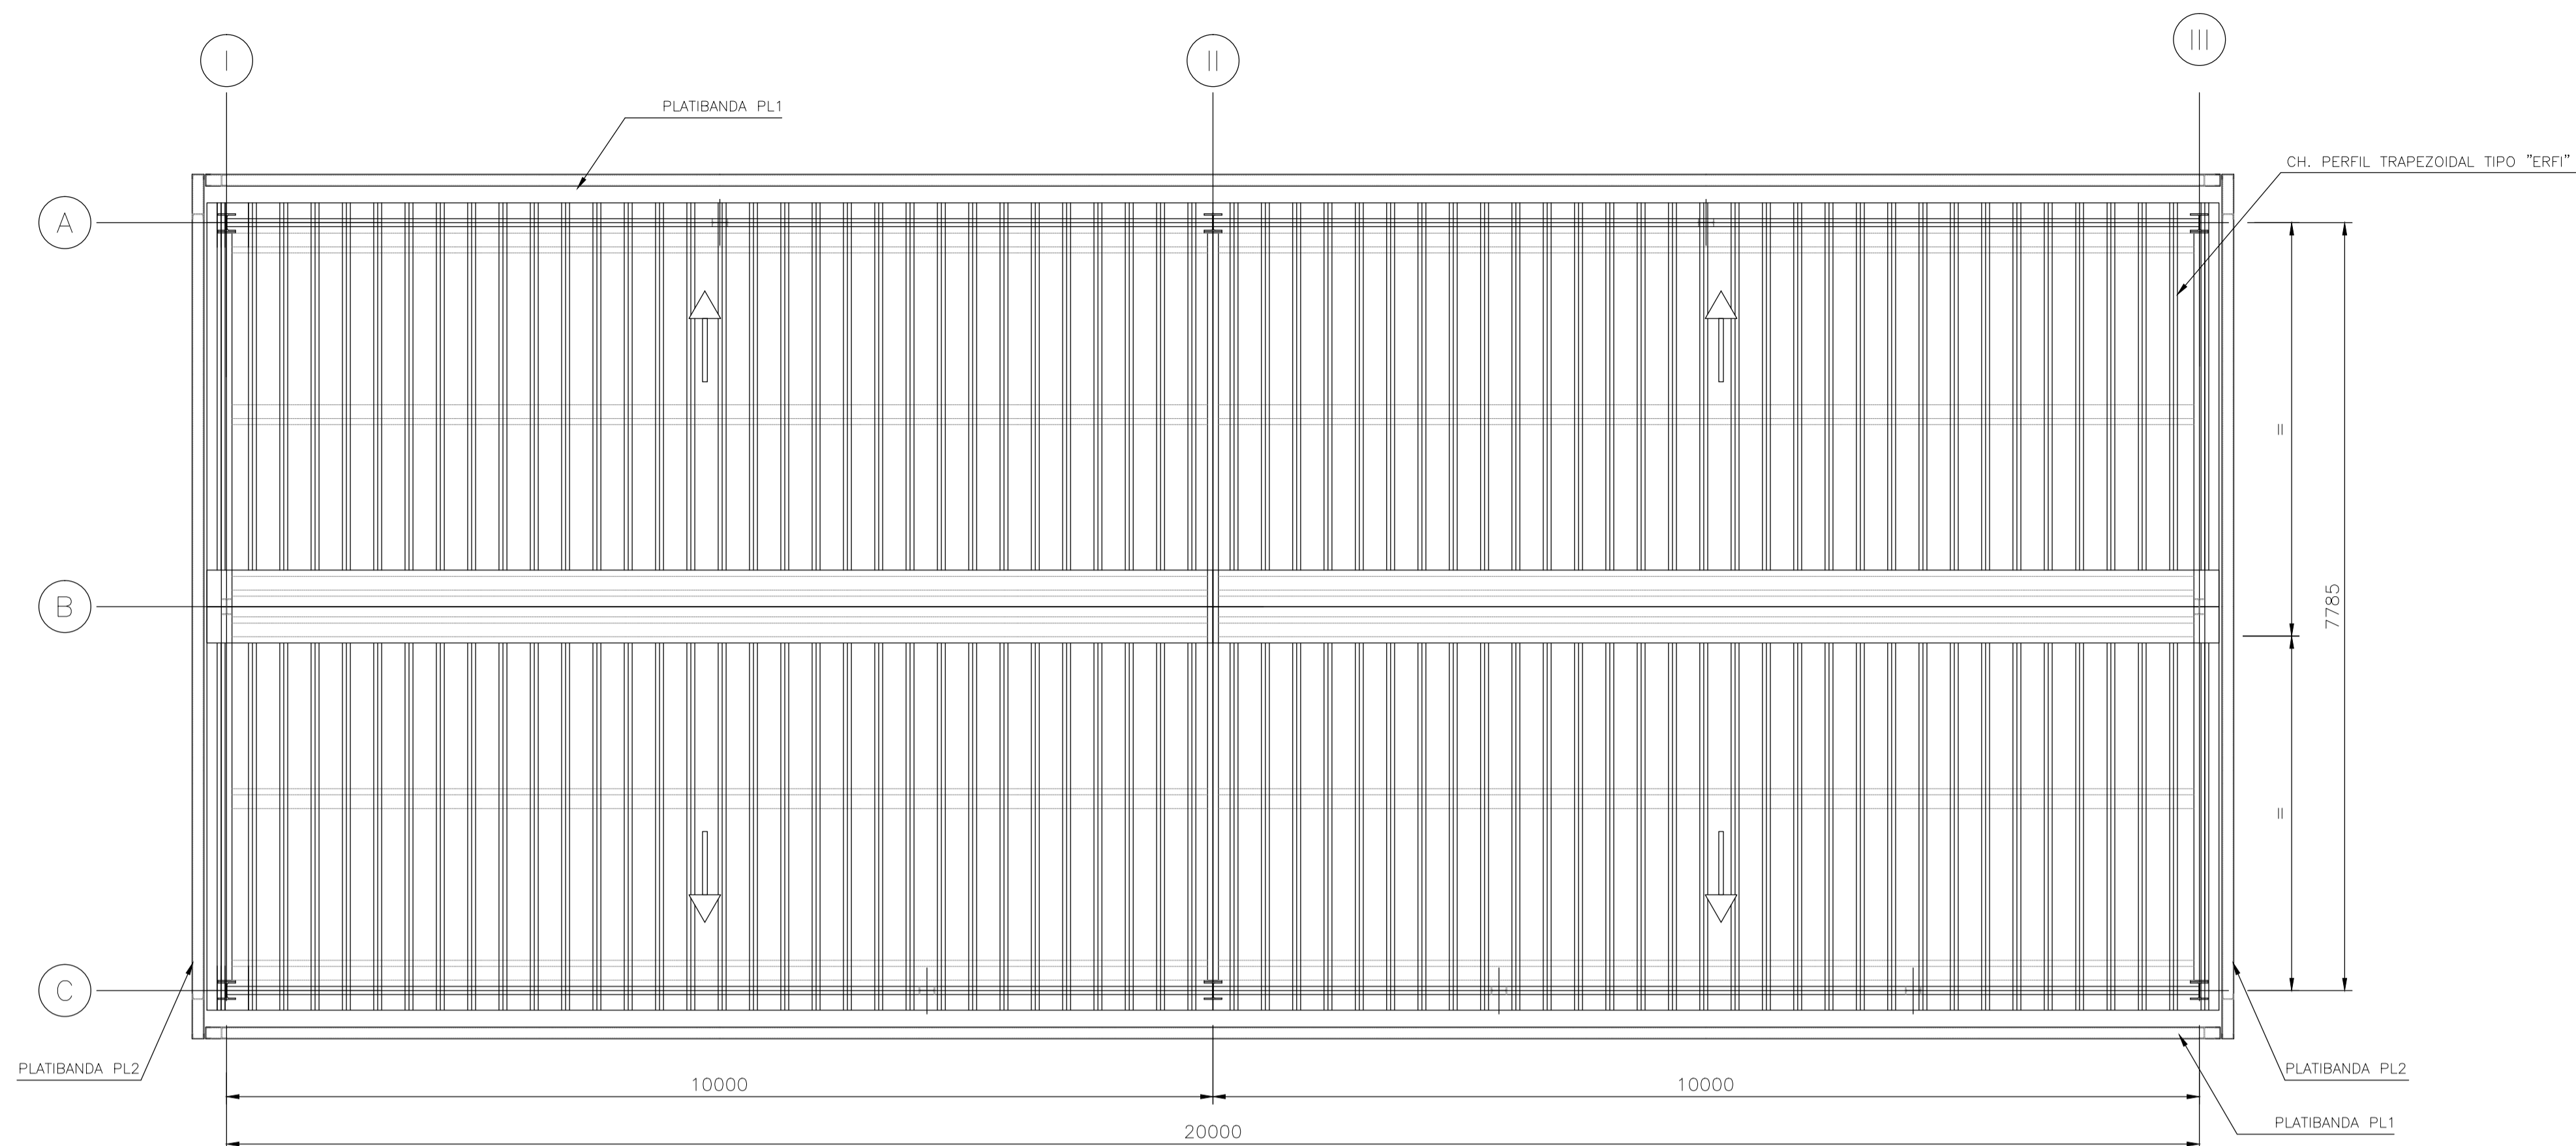 I
II
III
PLATIBANDA PL1
CH. PERFIL TRAPEZOIDAL TIPO "ERFI"
A
=
B
7785
=
C
PLATIBANDA PL2
PLATIBANDA PL2
10000
10000
PLATIBANDA PL1
20000